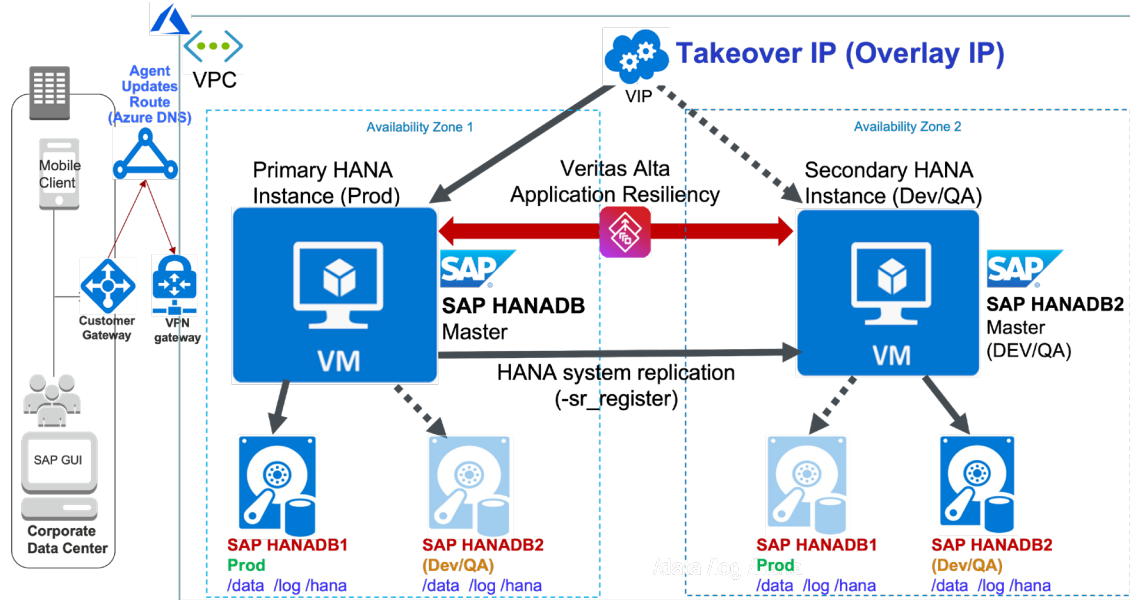 Takeover IP (Overlay IP)
VIP
VPC
Agent
Updates
Route
(Azure DNS)
Mobile
Client
Customer
Gateway
VPN
gateway
SAP GUI
Corporate
Data Center
Availability Zone 1
Primary HANA
Instance (Prod)
VM
SAP
SAP HANADB
Master
Veritas Alta
Application Resiliency
HANA system replication
(-sr_register)
SAP HANADB1
Prod
/data /log /hana
SAP HANADB2
(Dev/QA)
/data /log /hana
Availability Zone 2
Secondary HANA
Instance (Dev/QA)
VM
SAP
SAP HANADB2
Master
(DEV/QA)
/data /log
SAP HANADB1
Prod
/data /log /hana
SAP HANADB2
(Dev/QA)
/data /log /hana